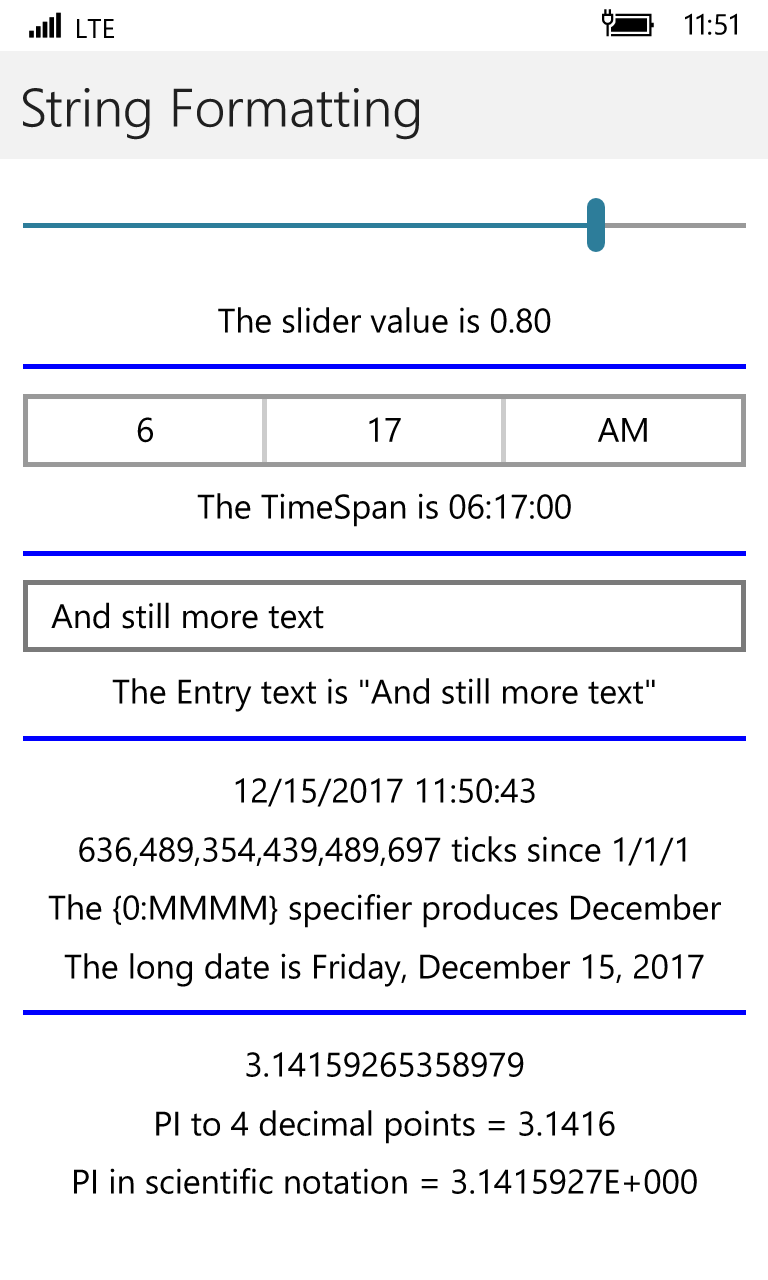 LTE 11:51
String Formatting
The slider value is 0.80
6 17 AM
The TimeSpan is 06:17:00
And still more text
The Entry text is "And still more text"
12/15/2017 11:50:43
636,489,354,439,489,697 ticks since 1/1/1
The {0:MMMM} specifier produces December
The long date is Friday, December 15, 2017
3.14159265358979
PI to 4 decimal points = 3.1416
PI in scientific notation = 3.1415927E+000